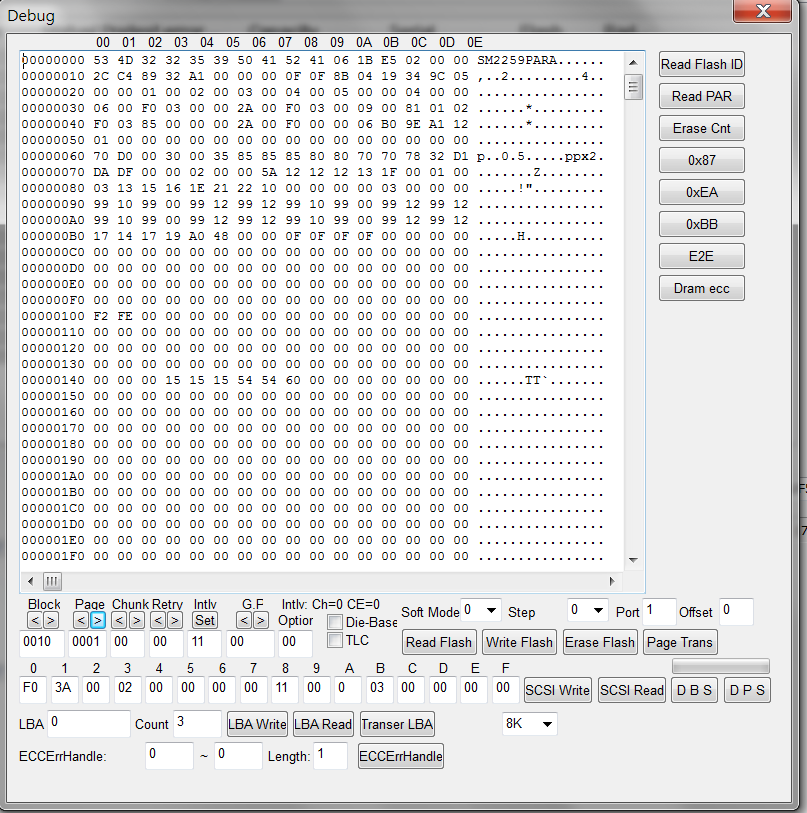 Debug
00 01 02 03 04 05 06 07 08 09 0A 0B 0C 0D 0E
00000000 53 4D 32 32 35 39 50 41 52 41 06 1B E5 02 00 00 SM2259PARA......
00000010 2C C4 89 32 A1 00 00 00 0F 0F 8B 04 19 34 9C 05 ,..2.........4..
00000020 00 00 01 00 02 00 03 00 04 00 05 00 00 04 00 00 ................
00000030 06 00 F0 03 00 00 2A 00 F0 03 00 09 00 81 01 02 ......*.........
00000040 F0 03 85 00 00 00 2A 00 F0 00 00 06 B0 9E A1 12 ......*.........
00000050 01 00 00 00 00 00 00 00 00 00 00 00 00 00 00 00 ................
00000060 70 D0 00 30 00 35 85 85 85 80 80 70 70 78 32 D1 p..0.5.....ppx2.
00000070 DA DF 00 00 02 00 00 5A 12 12 12 13 1F 00 01 00 .......Z........
00000080 03 13 15 16 1E 21 22 10 00 00 00 00 03 00 00 00 .....!".........
00000090 99 10 99 00 99 12 99 12 99 10 99 00 99 12 99 12 ................
000000A0 99 10 99 00 99 12 99 12 99 10 99 00 99 12 99 12 ................
000000B0 17 14 17 19 A0 48 00 00 0F 0F 0F 0F 00 00 00 00 .....H..........
000000C0 00 00 00 00 00 00 00 00 00 00 00 00 00 00 00 00 ................
000000D0 00 00 00 00 00 00 00 00 00 00 00 00 00 00 00 00 ................
000000E0 00 00 00 00 00 00 00 00 00 00 00 00 00 00 00 00 ................
000000F0 00 00 00 00 00 00 00 00 00 00 00 00 00 00 00 00 ................
00000100 F2 FE 00 00 00 00 00 00 00 00 00 00 00 00 00 00 ................
00000110 00 00 00 00 00 00 00 00 00 00 00 00 00 00 00 00 ................
00000120 00 00 00 00 00 00 00 00 00 00 00 00 00 00 00 00 ................
00000130 00 00 00 00 00 00 00 00 00 00 00 00 00 00 00 00 ................
00000140 00 00 00 15 15 15 54 54 60 00 00 00 00 00 00 00 ......TT`.......
00000150 00 00 00 00 00 00 00 00 00 00 00 00 00 00 00 00 ................
00000160 00 00 00 00 00 00 00 00 00 00 00 00 00 00 00 00 ................
00000170 00 00 00 00 00 00 00 00 00 00 00 00 00 00 00 00 ................
00000180 00 00 00 00 00 00 00 00 00 00 00 00 00 00 00 00 ................
00000190 00 00 00 00 00 00 00 00 00 00 00 00 00 00 00 00 ................
000001A0 00 00 00 00 00 00 00 00 00 00 00 00 00 00 00 00 ................
000001B0 00 00 00 00 00 00 00 00 00 00 00 00 00 00 00 00 ................
000001C0 00 00 00 00 00 00 00 00 00 00 00 00 00 00 00 00 ................
000001D0 00 00 00 00 00 00 00 00 00 00 00 00 00 00 00 00 ................
000001E0 00 00 00 00 00 00 00 00 00 00 00 00 00 00 00 00 ................
000001F0 00 00 00 00 00 00 00 00 00 00 00 00 00 00 00 00 ................
Read Flash ID
Read PAR
Erase Cnt
0x87
0xEA
0xBB
E2E
Dram ecc
Block Page Chunk Retry Intlv G.F Intlv: Ch=0 CE=0
< > < > < > < > Set < > Optior Die-Base Soft Mode 0 Step 0 Port 1 Offset 0
0010 0001 00 00 11 00 00 TLC Read Flash Write Flash Erase Flash Page Trans
0 1 2 3 4 5 6 7 8 9 A B C D E F
F0 3A 00 02 00 00 00 00 11 00 0 03 00 00 00 00 SCSI Write SCSI Read D B S D P S
LBA 0 Count 3 LBA Write LBA Read Transer LBA 8K
ECCErrHandle: 0 ~ 0 Length: 1 ECCErrHandle